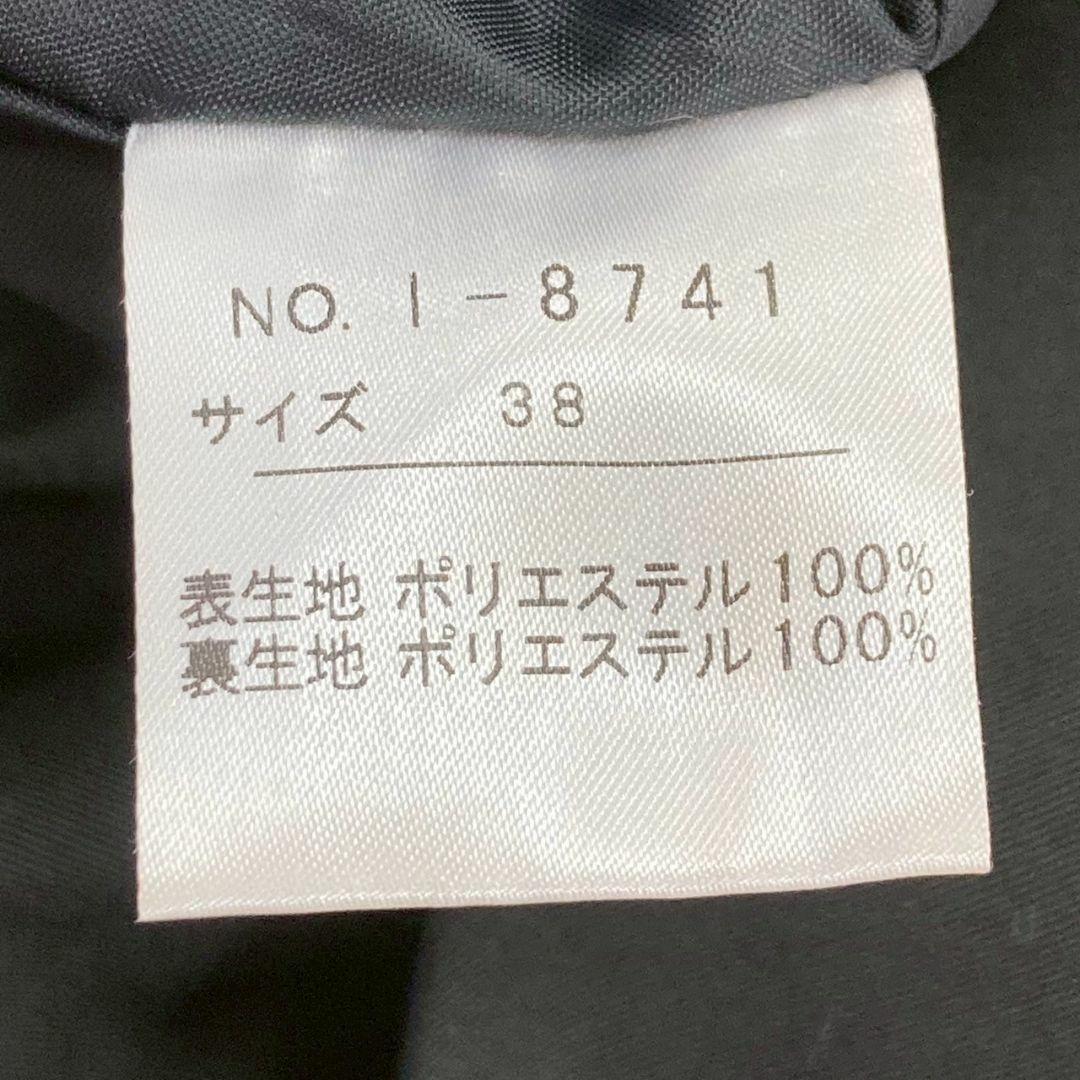 NO. I-8741
サイズ 38
表生地 ポリエステル100%
裏生地 ポリエステル100%